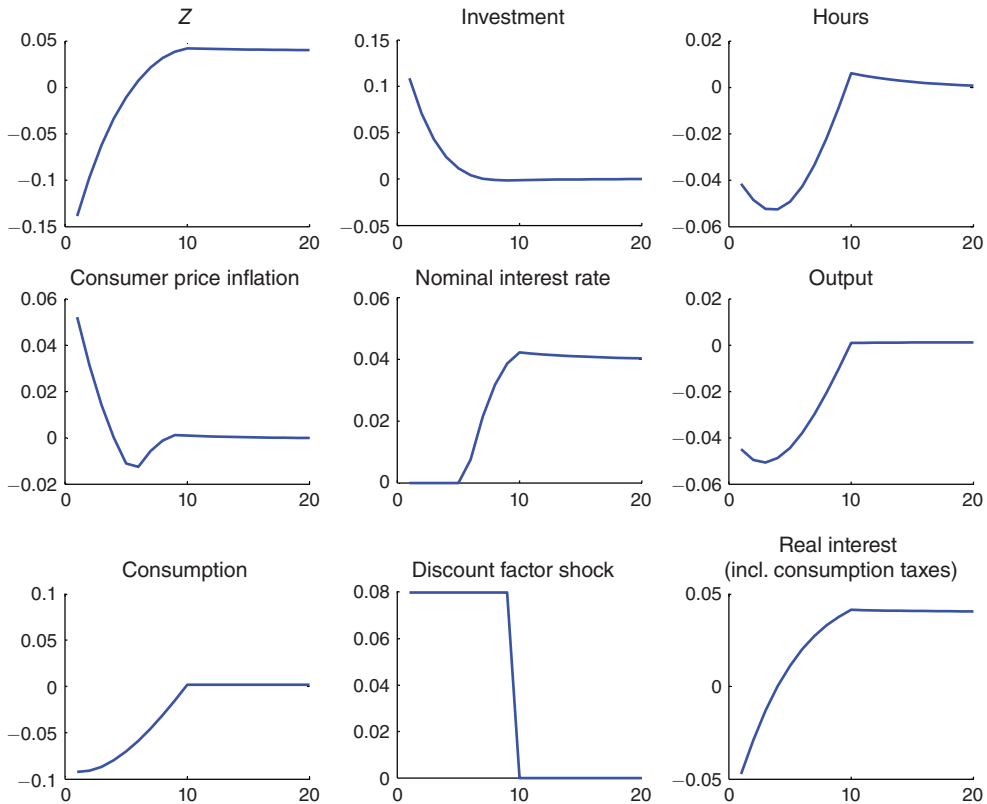 Z
0.05
0
−0.05
−0.1
−0.15
0 10 20
Investment
0.15
0.1
0.05
0
−0.05
0 10 20
Hours
0.02
0
−0.02
−0.04
−0.06
0 10 20
Consumer price inflation
0.06
0.04
0.02
0
−0.02
0 10 20
Nominal interest rate
0.06
0.04
0.02
0
0 10 20
Output
0.02
0
−0.02
−0.04
−0.06
0 10 20
Consumption
0.1
0.05
0
−0.05
−0.1
0 10 20
Discount factor shock
0.08
0.06
0.04
0.02
0
0 10 20
Real interest
(incl. consumption taxes)
0.05
0
−0.05
0 10 20